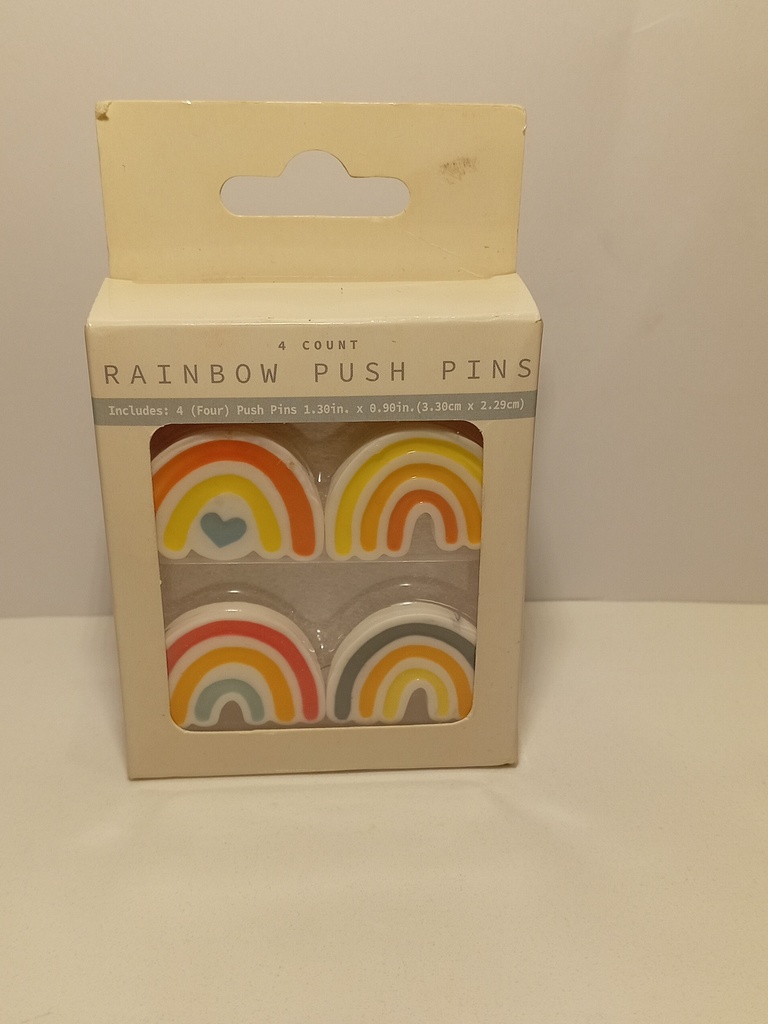 4 COUNT
RAINBOW PUSH PINS
Includes: 4 (Four) Push Pins 1.30in. x 0.90in.(3.30cm x 2.29cm)